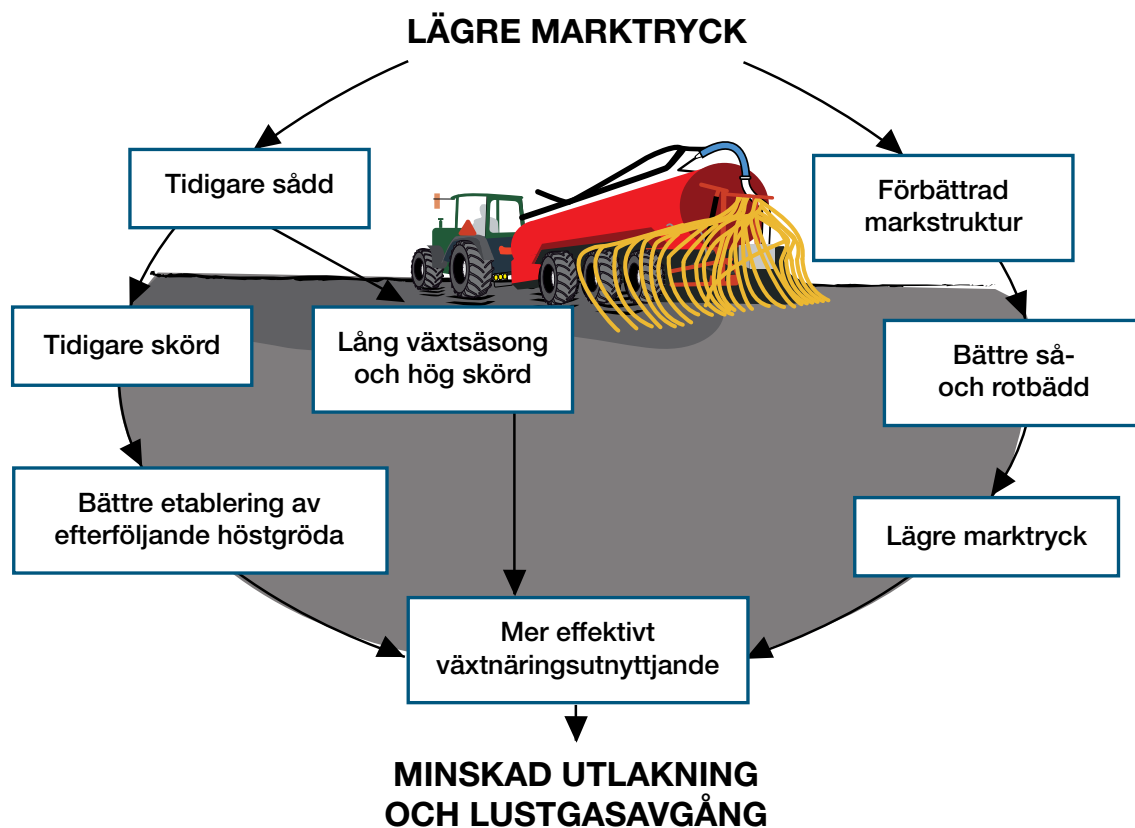 LÄGRE MARKTRYCK
Tidigare sådd
Förbättrad
markstruktur
Tidigare skörd
Lång växtsäsong
och hög skörd
Bättre så-
och rotbädd
Bättre etablering av
efterföljande höstgröda
Lägre marktryck
Mer effektivt
växtnäringsutnyttjande
MINSKAD UTLAKNING
OCH LUSTGASAVGÅNG